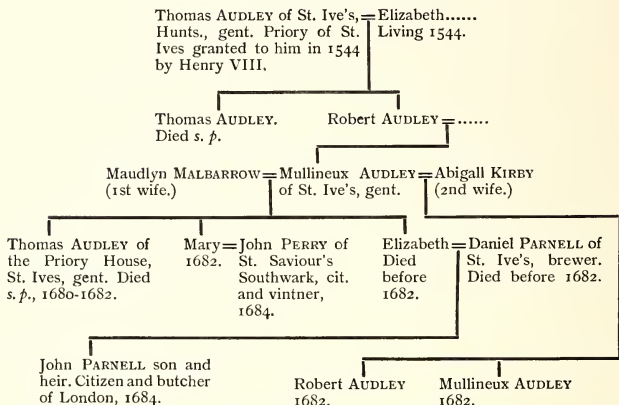 Thomas AUDLEY of St. Ive's, = Elizabeth......
Hunts., gent. Priory of St. Living 1544.
Ives granted to him in 1544
by Henry VIII.
Thomas AUDLEY. Robert AUDLEY = ......
Died s. p.
Maudlyn MALBARROW = Mullineux AUDLEY = Abigall KIRBY
(1st wife.) of St. Ive's, gent. (2nd wife.)
Thomas AUDLEY of Mary = John PERRY of Elizabeth = Daniel PARNELL of
the Priory House, 1682. St. Saviour's Died St. Ive's, brewer.
St. Ives, gent. Died Southwark, cit. before Died before 1682.
s. p., 1680-1682. and vintner, 1682.
1684.
John PARNELL son and
heir. Citizen and butcher Robert AUDLEY Mullineux AUDLEY
of London, 1684. 1682. 1682.